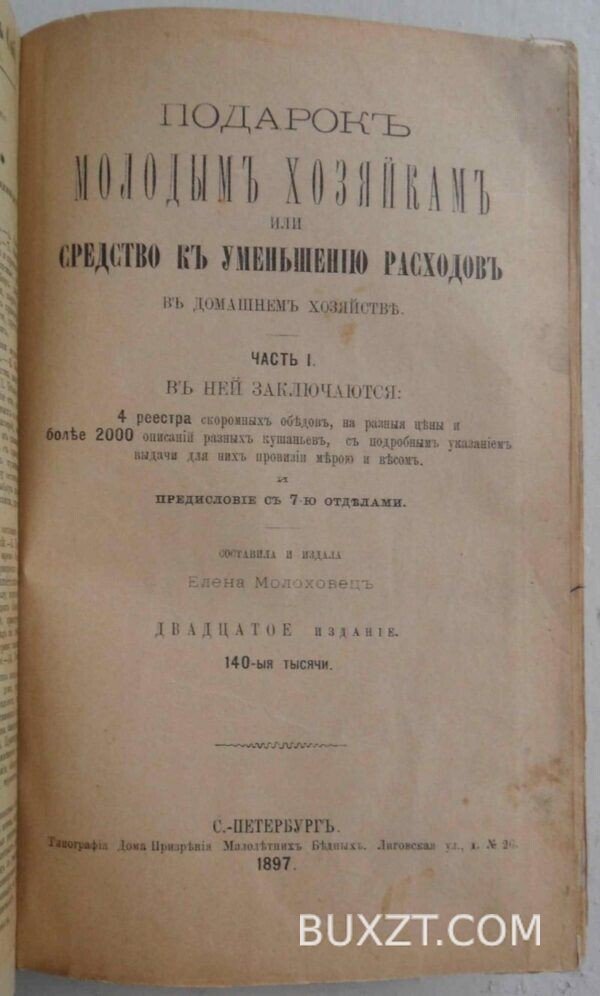 ПОДАРОКЪ
МОЛОДЫМЪ ХОЗЯЙКАМЪ
ИЛИ
СРЕДСТВО КЪ УМЕНЬШЕНІЮ РАСХОДОВЪ
ВЪ ДОМАШНЕМЪ ХОЗЯЙСТВѢ.
ЧАСТЬ I.
ВЪ НЕЙ ЗАКЛЮЧАЮТСЯ:
4 реестра скоромныхъ обѣдовъ, на разныя цѣны и
болѣе 2000 описаній разныхъ кушаньевъ, съ подробнымъ указаніемъ
выдачи для нихъ провизіи мѣрою и вѣсомъ.
И
ПРЕДИСЛОВІЕ СЪ 7-Ю ОТДѢЛАМИ.
СОСТАВИЛА И ИЗДАЛА
Елена Молоховецъ
ДВАДЦАТОЕ ИЗДАНІЕ.
140-ыя тысячи.
С.-ПЕТЕРБУРГЪ.
Типографія Дома Призрѣнія Малолѣтнихъ Бѣдныхъ. Лиговская ул., д. № 26.
1897.
BUXZT.COM